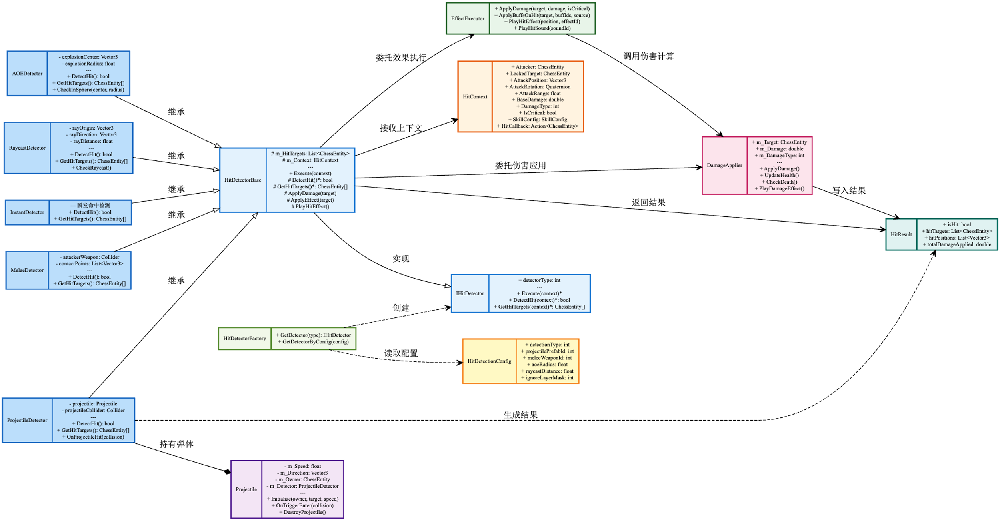 EffectExecutor
+ ApplyDamage(target, damage, isCritical)
+ ApplyBuffsOnHit(target, buffIds, source)
+ PlayHitEffect(position, effectId)
+ PlayHitSound(soundId)
委托效果执行
调用伤害计算
AOEDetector
- explosionCenter: Vector3
- explosionRadius: float
---
+ DetectHit(): bool
+ GetHitTargets(): ChessEntity[]
+ CheckInSphere(center, radius)
继承
HitContext
+ Attacker: ChessEntity
+ LockedTarget: ChessEntity
+ AttackPosition: Vector3
+ AttackRotation: Quaternion
+ AttackRange: float
+ BaseDamage: double
+ DamageType: int
+ IsCritical: bool
+ SkillConfig: SkillConfig
+ HitCallback: Action<ChessEntity>
接收上下文
RaycastDetector
- rayOrigin: Vector3
- rayDirection: Vector3
- rayDistance: float
---
+ DetectHit(): bool
+ GetHitTargets(): ChessEntity[]
+ CheckRaycast()
继承
HitDetectorBase
# m_HitTargets: List<ChessEntity>
# m_Context: HitContext
---
+ Execute(context)
# DetectHit()*: bool
# GetHitTargets()*: ChessEntity[]
# ApplyDamage(target)
# ApplyEffect(target)
# PlayHitEffect()
委托伤害应用
DamageApplier
+ m_Target: ChessEntity
+ m_Damage: double
+ m_DamageType: int
---
+ ApplyDamage()
+ UpdateHealth()
+ CheckDeath()
+ PlayDamageEffect()
写入结果
返回结果
继承
InstantDetector
--- 瞬发命中检测
+ DetectHit(): bool
+ GetHitTargets(): ChessEntity[]
继承
HitResult
+ isHit: bool
+ hitTargets: List<ChessEntity>
+ hitPositions: List<Vector3>
+ totalDamageApplied: double
MeleeDetector
- attackerWeapon: Collider
- contactPoints: List<Vector3>
---
+ DetectHit(): bool
+ GetHitTargets(): ChessEntity[]
继承
实现
IHitDetector
+ detectorType: int
---
+ Execute(context)*
+ DetectHit(context)*: bool
+ GetHitTargets(context)*: ChessEntity[]
创建
HitDetectorFactory
+ GetDetector(type): IHitDetector
+ GetDetectorByConfig(config)
读取配置
HitDetectionConfig
+ detectionType: int
+ projectilePrefabId: int
+ meleeWeaponId: int
+ aoeRadius: float
+ raycastDistance: float
+ ignoreLayerMask: int
ProjectileDetector
- projectile: Projectile
- projectileCollider: Collider
---
+ DetectHit(): bool
+ GetHitTargets(): ChessEntity[]
+ OnProjectileHit(collision)
生成结果
持有弹体
Projectile
- m_Speed: float
- m_Direction: Vector3
- m_Owner: ChessEntity
- m_Detector: ProjectileDetector
---
+ Initialize(owner, target, speed)
+ OnTriggerEnter(collision)
+ DestroyProjectile()